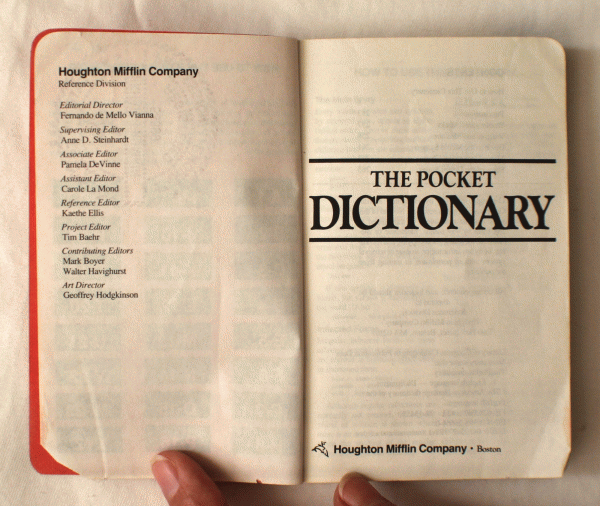 Houghton Mifflin Company
Reference Division
Editorial Director
Fernando de Mello Vianna
Supervising Editor
Anne D. Steinhardt
Associate Editor
Pamela DeVinne
Assistant Editor
Carole La Mond
Reference Editor
Kaethe Ellis
Project Editor
Tim Baehr
Contributing Editors
Mark Boyer
Walter Havighurst
Art Director
Geoffrey Hodgkinson
THE POCKET
DICTIONARY
Houghton Mifflin Company · Boston